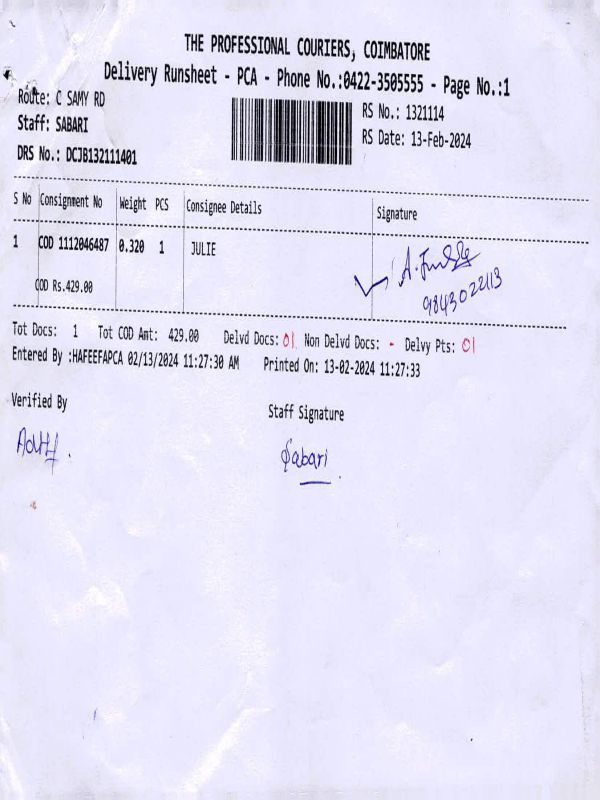 THE PROFESSIONAL COURIERS, COIMBATORE
Delivery Runsheet - PCA - Phone No.:0422-3505555 - Page No.:1
Route: C SAMY RD
RS No.: 1321114
Staff: SABARI
RS Date: 13-Feb-2024
DRS No.: DCJB132111401
S No Consignment No Weight PCS Consignee Details Signature
1 COD 1112046487 0.320 1 JULIE
9843022113
COD Rs.429.00
Tot Docs: 1 Tot COD Amt: 429.00 Delvd Docs: 01 Non Delvd Docs: - Delvy Pts: 01
Entered By :HAFEEFAPCA 02/13/2024 11:27:30 AM Printed On: 13-02-2024 11:27:33
Verified By
Staff Signature
Sabari